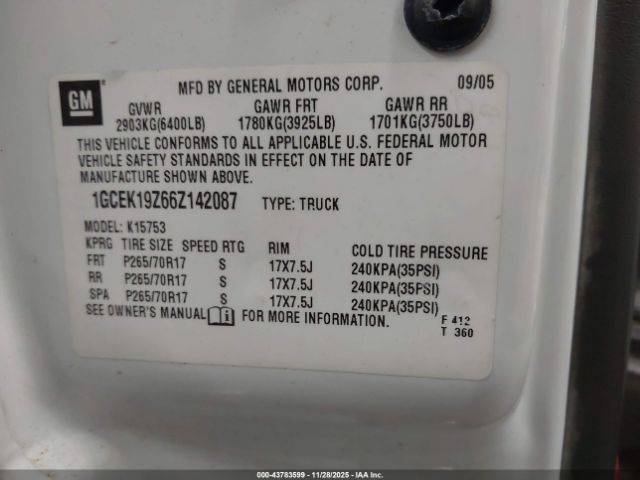 GM
MFD BY GENERAL MOTORS CORP. 09/05
GVWR GAWR FRT GAWR RR
2903KG(6400LB) 1780KG(3925LB) 1701KG(3750LB)
THIS VEHICLE CONFORMS TO ALL APPLICABLE U.S. FEDERAL MOTOR
VEHICLE SAFETY STANDARDS IN EFFECT ON THE DATE OF
MANUFACTURE SHOWN ABOVE.
1GCEK19Z66Z142087 TYPE: TRUCK
MODEL: K15753
KPRG TIRE SIZE SPEED RTG RIM COLD TIRE PRESSURE
FRT P265/70R17 S 17X7.5J 240KPA(35PSI)
RR P265/70R17 S 17X7.5J 240KPA(35PSI)
SPA P265/70R17 S 17X7.5J 240KPA(35PSI)
SEE OWNER'S MANUAL i FOR MORE INFORMATION.
F 412
T 360
000-43783599 - 11/28/2025 - IAA Inc.